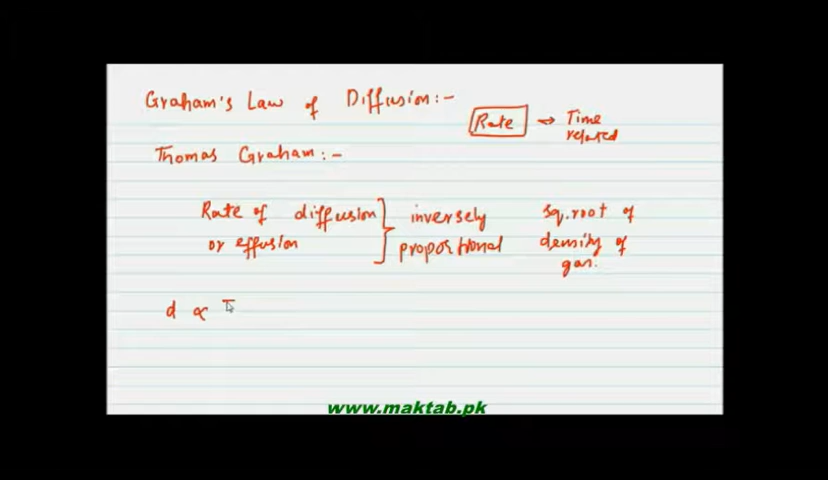 Graham's Law of Diffusion:-
Rate → Time
related
Thomas Graham:-
Rate of diffusion } inversely sq.root of
or effusion proportional density of
gas.
d ∝
www.maktab.pk